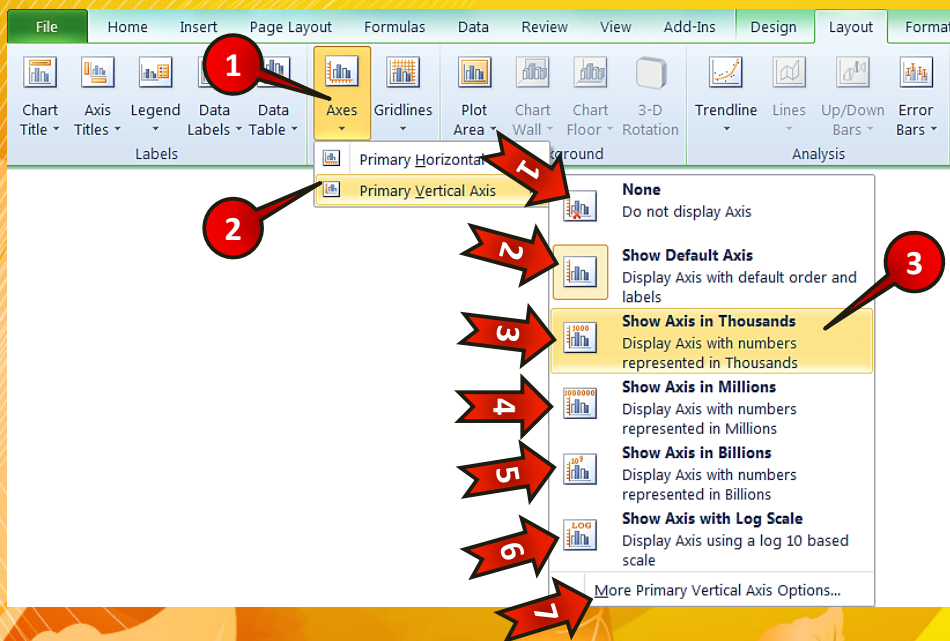 File Home Insert Page Layout Formulas Data Review View Add-Ins Design Layout Format
1
Chart Title Axis Titles Legend Data Labels Data Table Axes Gridlines Plot Area Chart Wall Chart Floor 3-D Rotation Trendline Lines Up/Down Bars Error Bars
Labels Analysis
Primary Horizontal
Primary Vertical Axis
2
1
None
Do not display Axis
2
Show Default Axis
Display Axis with default order and
labels
3
3
Show Axis in Thousands
Display Axis with numbers
represented in Thousands
4
Show Axis in Millions
1000
1000000
Display Axis with numbers
represented in Millions
5
Show Axis in Billions
10⁹
Display Axis with numbers
represented in Billions
6
Show Axis with Log Scale
LOG
Display Axis using a log 10 based
scale
7
More Primary Vertical Axis Options...